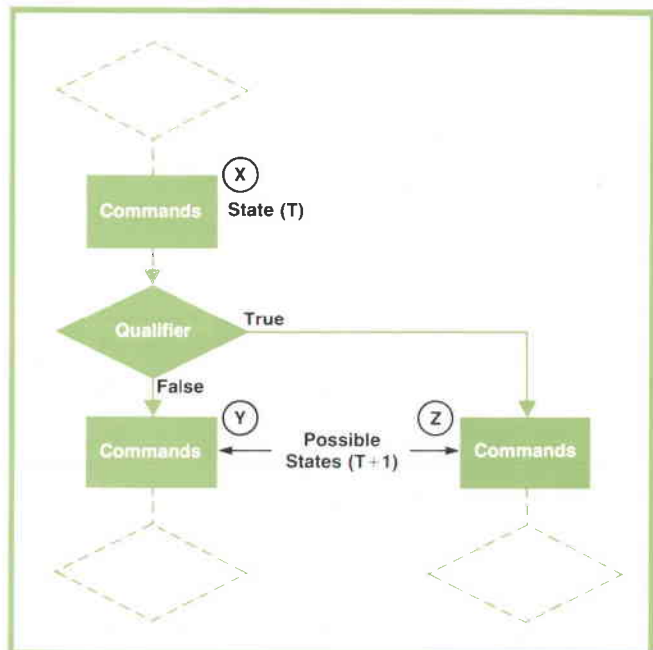 X
Commands
State (T)
Qualifier
True
False
Y
Z
Commands
Possible
States (T+1)
Commands